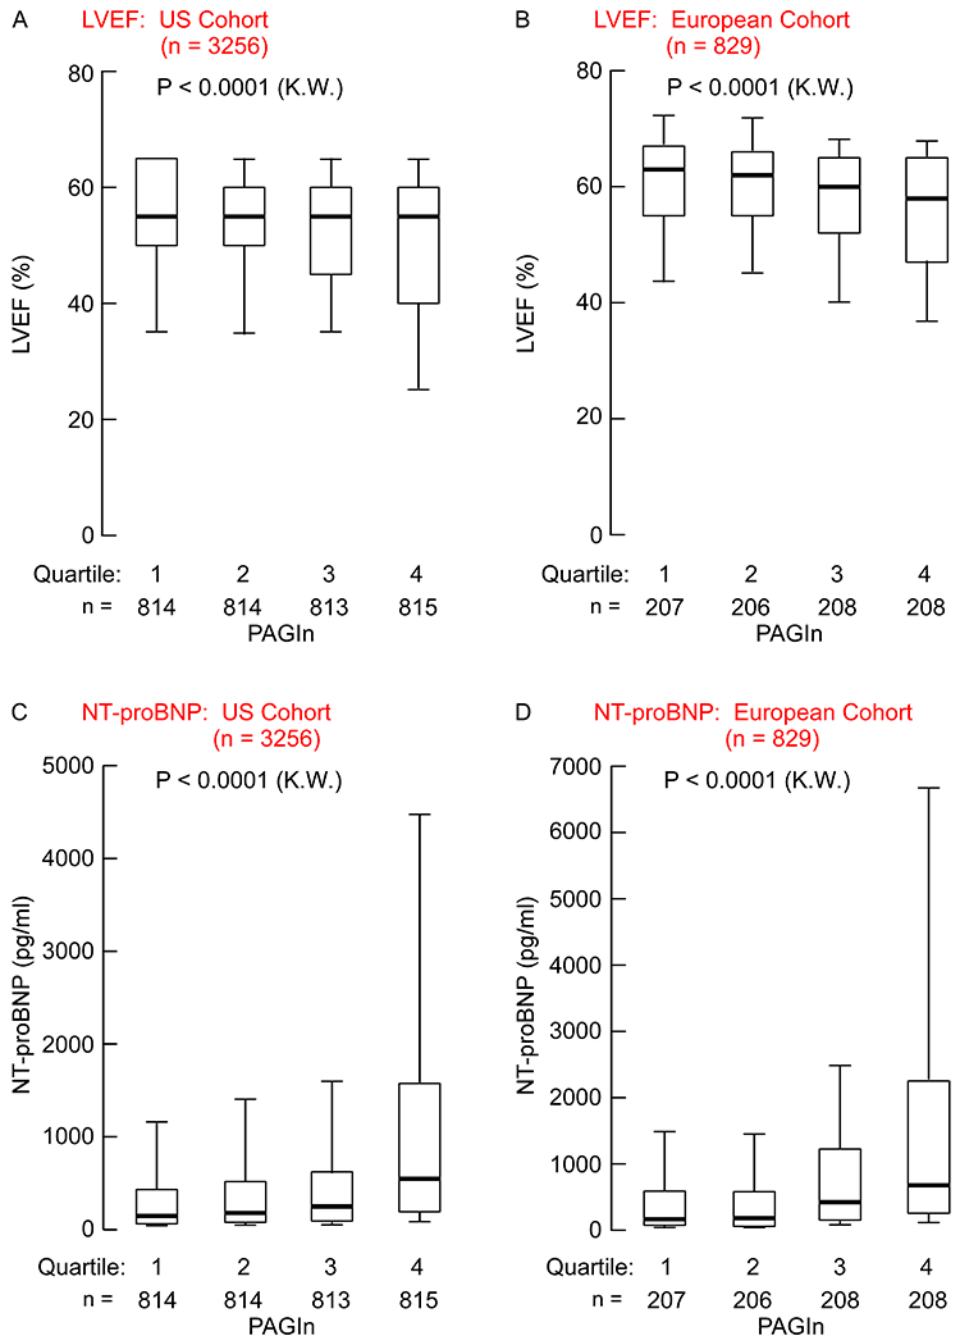 A
LVEF: US Cohort
(n = 3256)
P < 0.0001 (K.W.)
LVEF (%)
80
60
40
20
0
Quartile: 1 2 3 4
n = 814 814 813 815
PAGln
B
LVEF: European Cohort
(n = 829)
P < 0.0001 (K.W.)
LVEF (%)
80
60
40
20
0
Quartile: 1 2 3 4
n = 207 206 208 208
PAGln
C
NT-proBNP: US Cohort
(n = 3256)
P < 0.0001 (K.W.)
NT-proBNP (pg/ml)
5000
4000
3000
2000
1000
0
Quartile: 1 2 3 4
n = 814 814 813 815
PAGln
D
NT-proBNP: European Cohort
(n = 829)
P < 0.0001 (K.W.)
NT-proBNP (pg/ml)
7000
6000
5000
4000
3000
2000
1000
0
Quartile: 1 2 3 4
n = 207 206 208 208
PAGln